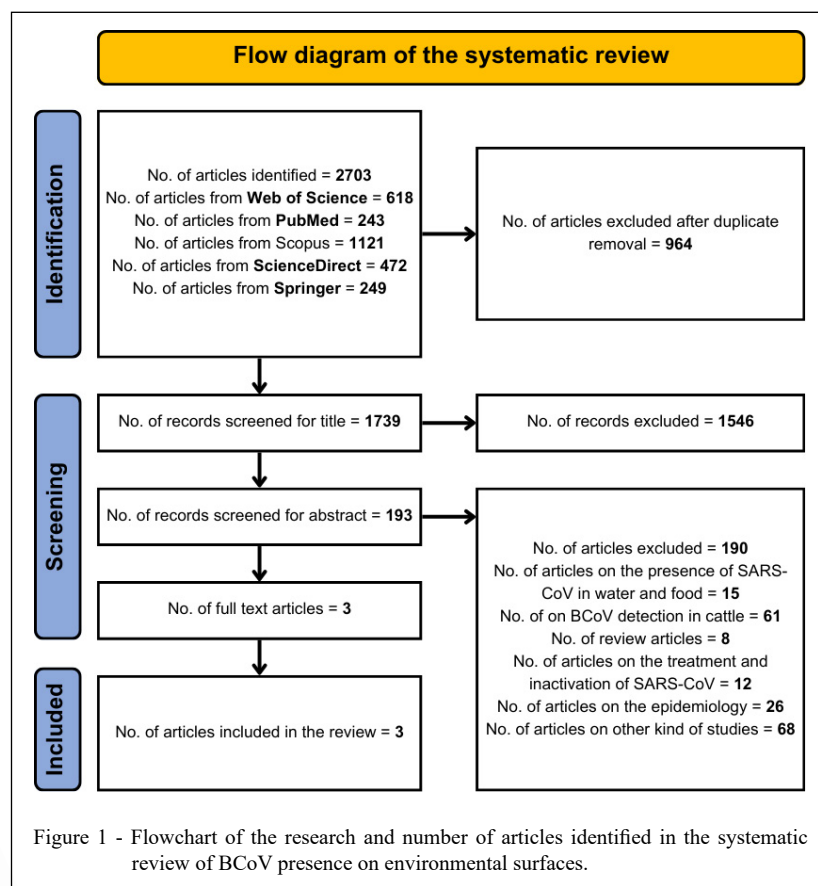 Flow diagram of the systematic review
Identification
No. of articles identified = 2703
No. of articles from Web of Science = 618
No. of articles from PubMed = 243
No. of articles from Scopus = 1121
No. of articles from ScienceDirect = 472
No. of articles from Springer = 249
No. of articles excluded after duplicate
removal = 964
Screening
No. of records screened for title = 1739
No. of records excluded = 1546
No. of records screened for abstract = 193
No. of articles excluded = 190
No. of articles on the presence of SARS-
CoV in water and food = 15
No. of on BCoV detection in cattle = 61
No. of review articles = 8
No. of articles on the treatment and
inactivation of SARS-CoV = 12
No. of articles on the epidemiology = 26
No. of articles on other kind of studies = 68
No. of full text articles = 3
Included
No. of articles included in the review = 3
Figure 1 - Flowchart of the research and number of articles identified in the systematic
review of BCoV presence on environmental surfaces.